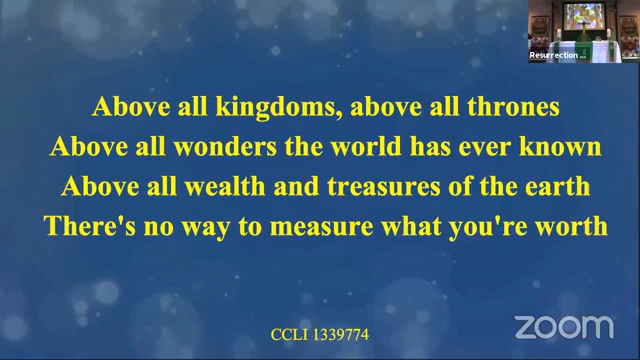 Resurrection ...
Above all kingdoms, above all thrones
Above all wonders the world has ever known
Above all wealth and treasures of the earth
There's no way to measure what you're worth
CCLI 1339774
zoom